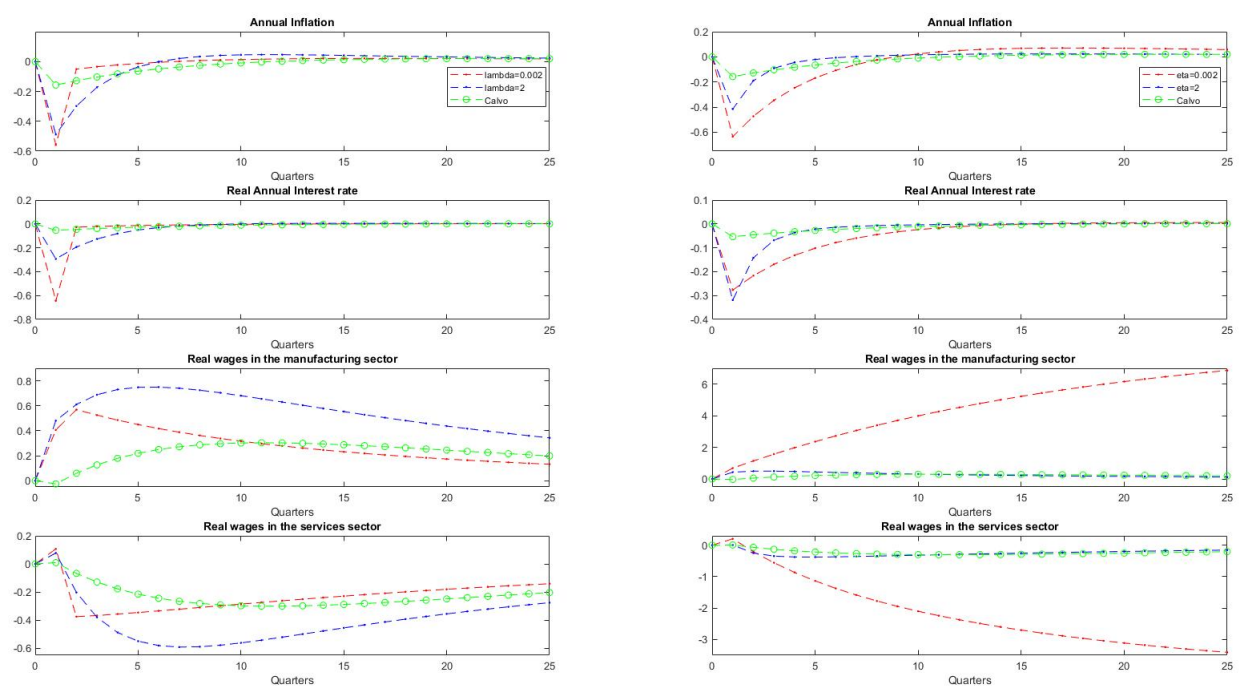 Annual Inflation
0
-0.2
-0.4
-0.6
lambda=0.002
lambda=2
Calvo
0 5 10 15 20 25
Quarters
Real Annual Interest rate
0.2
0
-0.2
-0.4
-0.6
-0.8
0 5 10 15 20 25
Quarters
Real wages in the manufacturing sector
0.8
0.6
0.4
0.2
0
0 5 10 15 20 25
Quarters
Real wages in the services sector
0.2
0
-0.2
-0.4
-0.6
0 5 10 15 20 25
Quarters
Annual Inflation
0.2
0
-0.2
-0.4
-0.6
eta=0.002
eta=2
Calvo
0 5 10 15 20 25
Quarters
Real Annual Interest rate
0.1
0
-0.1
-0.2
-0.3
-0.4
0 5 10 15 20 25
Quarters
Real wages in the manufacturing sector
6
4
2
0
0 5 10 15 20 25
Quarters
Real wages in the services sector
0
-1
-2
-3
0 5 10 15 20 25
Quarters